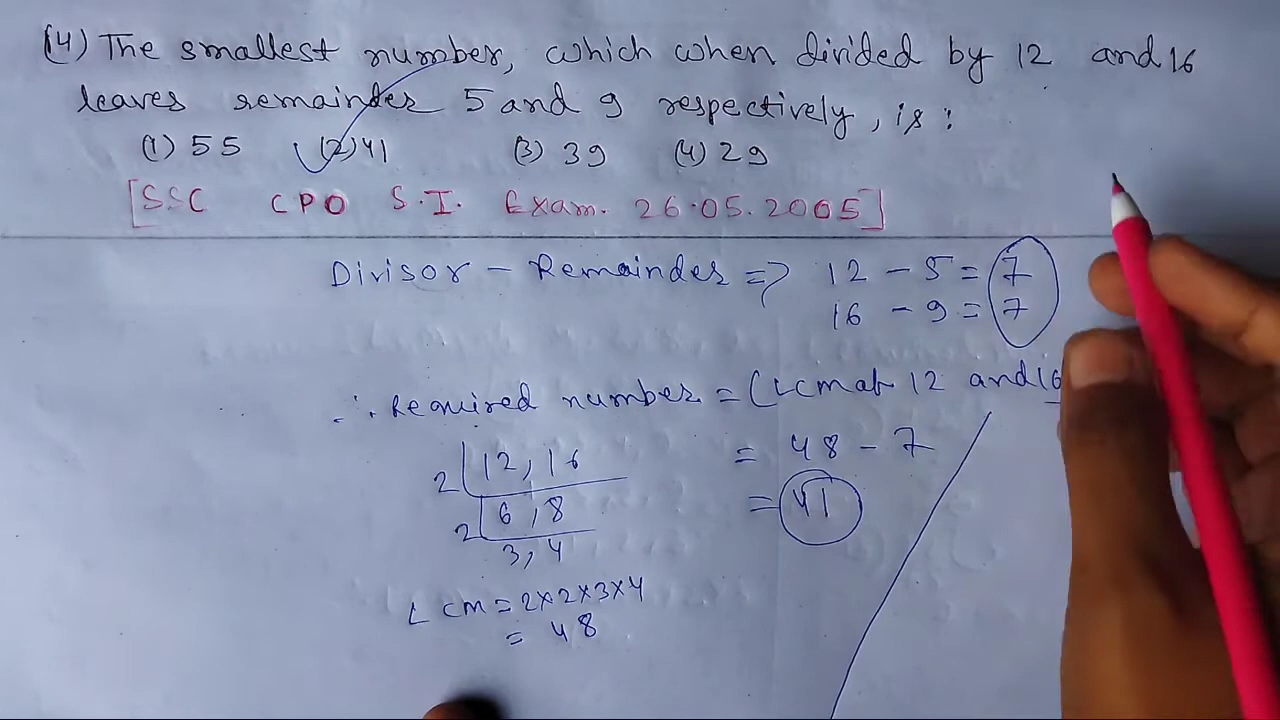 (4) The smallest number, which when divided by 12 and 16
leaves remainder 5 and 9 respectively, is:
(1) 55 (2) 41 (3) 39 (4) 29
[SSC CPO S.I. Exam. 26.05.2005]
Divisor - Remainder => 12 - 5 = 7
16 - 9 = 7
∴ Required number = (LCM of 12 and 16
= 48 - 7
= 41
2 | 12, 16
2 | 6, 8
3, 4
LCM = 2×2×3×4
= 48